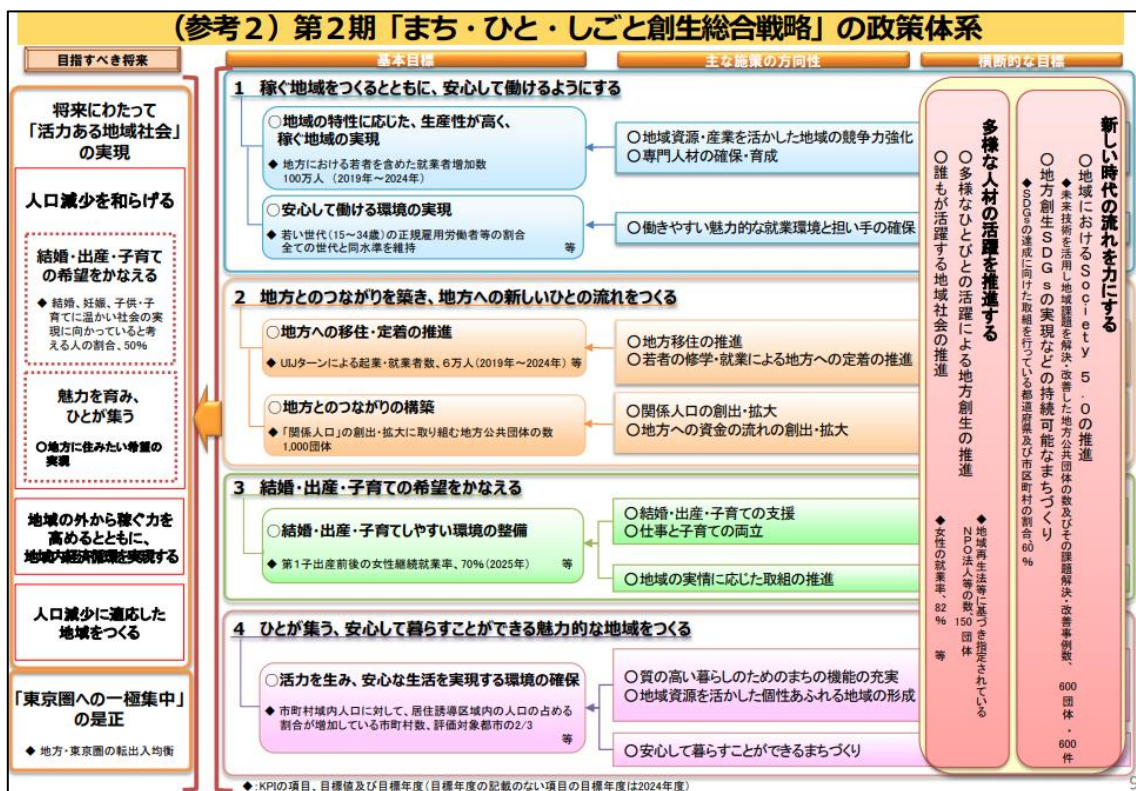 (参考2)第2期「まち・ひと・しごと創生総合戦略」の政策体系
目指すべき将来
将来にわたって
「活力ある地域社会」
の実現
人口減少を和らげる
結婚・出産・子育て
の希望をかなえる
◆ 結婚、妊娠、子供・子
育てに温かい社会の実
現に向かっていると考
える人の割合、50%
魅力を育み、
ひとが集う
○地方に住みたい希望の
実現
地域の外から稼ぐ力を
高めるとともに、
地域内経済循環を実現する
人口減少に適応した
地域をつくる
「東京圏への一極集中」
の是正
◆ 地方・東京圏の転出入均衡
基本目標
主な施策の方向性
横断的な目標
1 稼ぐ地域をつくるとともに、安心して働けるようにする
○地域の特性に応じた、生産性が高く、
稼ぐ地域の実現
◆ 地方における若者を含めた就業者増加数
100万人 (2019年~2024年)
○地域資源・産業を活かした地域の競争力強化
○専門人材の確保・育成
○安心して働ける環境の実現
◆ 若い世代(15~34歳)の正規雇用労働者等の割合
全ての世代と同水準を維持 等
○働きやすい魅力的な就業環境と担い手の確保
2 地方とのつながりを築き、地方への新しいひとの流れをつくる
○地方への移住・定着の推進
◆ UIJターンによる起業・就業者数、6万人(2019年~2024年) 等
○地方移住の推進
○若者の修学・就業による地方への定着の推進
○地方とのつながりの構築
◆ 「関係人口」の創出・拡大に取り組む地方公共団体の数
1,000団体
○関係人口の創出・拡大
○地方への資金の流れの創出・拡大
3 結婚・出産・子育ての希望をかなえる
○結婚・出産・子育てしやすい環境の整備
◆ 第1子出産前後の女性継続就業率、70%(2025年) 等
○結婚・出産・子育ての支援
○仕事と子育ての両立
○地域の実情に応じた取組の推進
4 ひとが集う、安心して暮らすことができる魅力的な地域をつくる
○活力を生み、安心な生活を実現する環境の確保
◆ 市町村域内人口に対して、居住誘導区域内の人口の占める
割合が増加している市町村数、評価対象都市の2/3
等
○質の高い暮らしのためのまちの機能の充実
○地域資源を活かした個性あふれる地域の形成
○安心して暮らすことができるまちづくり
新しい時代の流れを力にする
○地域におけるSociety 5.0の推進
◆未来技術を活用し地域課題を解決・改善した地方公共団体の数及びその課題解決・改善事例数、600団体・600件
○地方創生SDGsの実現などの持続可能なまちづくり
◆SDGsの達成に向けた取組を行っている都道府県及び市区町村の割合、60%
多様な人材の活躍を推進する
○多様なひとびとの活躍による地方創生の推進
◆地域再生法等に基づき指定されている
NPO法人等の数、150団体
○誰もが活躍する地域社会の推進
◆女性の就業率、82% 等
◆:KPIの項目、目標値及び目標年度(目標年度の記載のない項目の目標年度は2024年度)
9